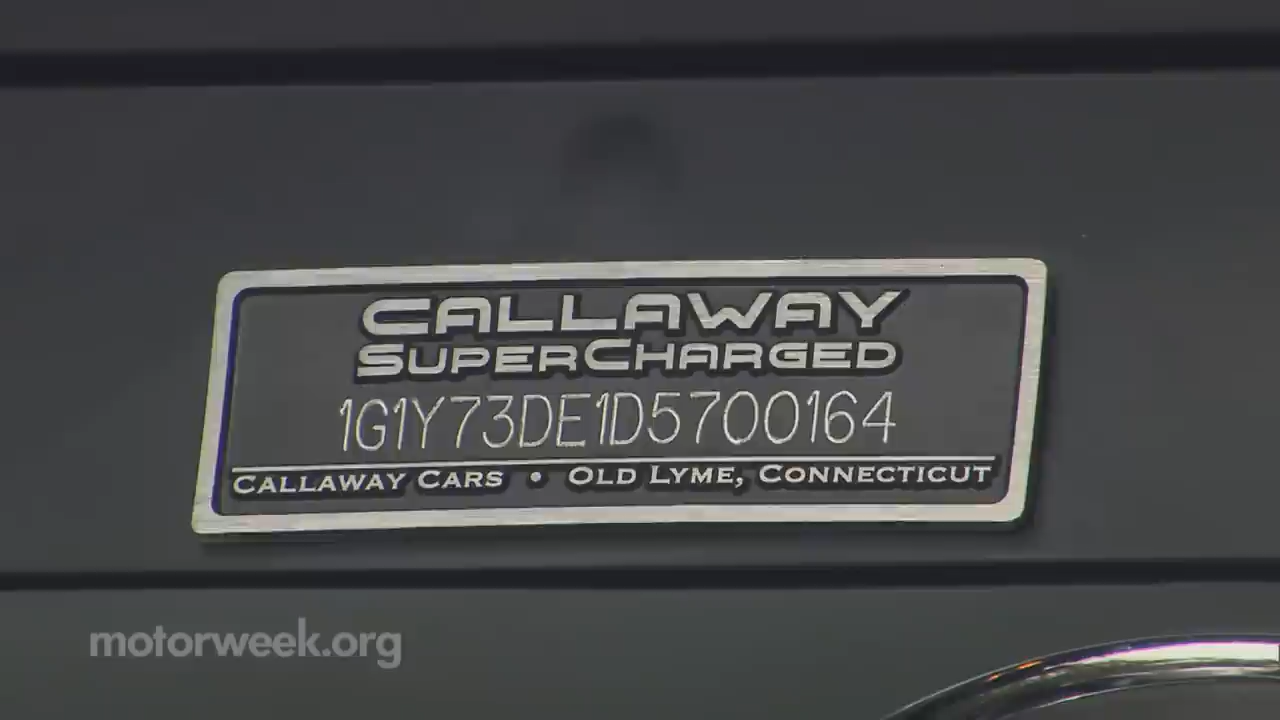 CALLAWAY
SUPERCHARGED
1G1Y73DE1D5700164
CALLAWAY CARS • OLD LYME, CONNECTICUT
motorweek.org